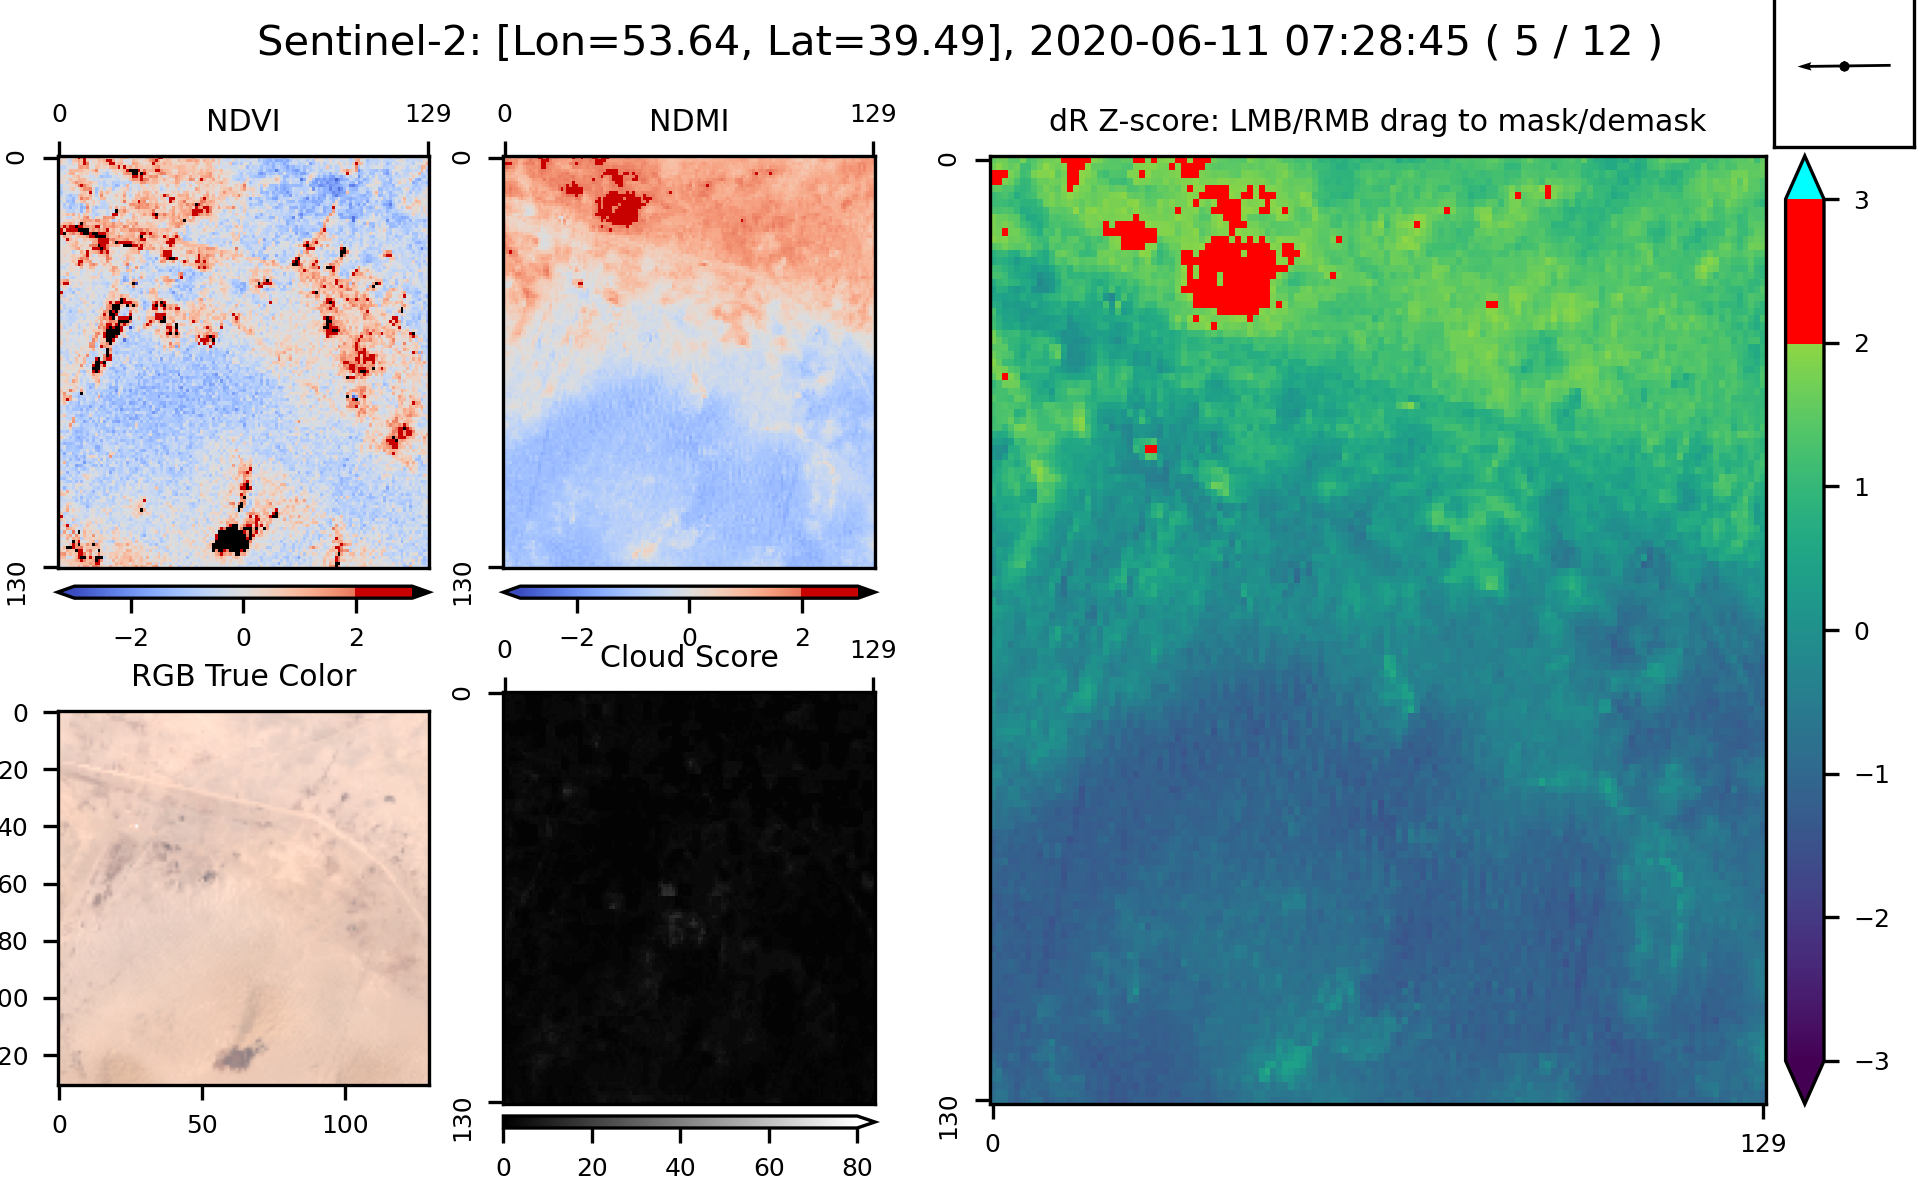 Sentinel-2: [Lon=53.64, Lat=39.49], 2020-06-11 07:28:45 ( 5 / 12 )
0 NDVI 129
0
130
−2 0 2
0 NDMI 129
0
130
−2 0 2
dR Z-score: LMB/RMB drag to mask/demask
0
130
0 129
3
2
1
0
−1
−2
−3
RGB True Color
0
20
40
60
80
00
20
0 50 100
0 Cloud Score 129
0
130
0 20 40 60 80